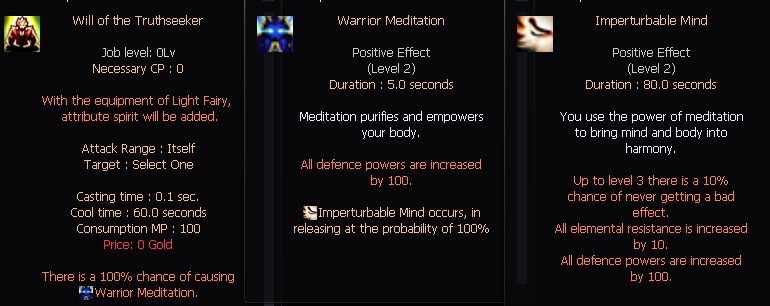 Will of the Truthseeker
Job level: 0Lv
Necessary CP : 0
With the equipment of Light Fairy,
attribute spirit will be added.
Attack Range : Itself
Target : Select One
Casting time : 0.1 sec.
Cool time : 60.0 seconds
Consumption MP : 100
Price: 0 Gold
There is a 100% chance of causing
Warrior Meditation.
Warrior Meditation
Positive Effect
(Level 2)
Duration : 5.0 seconds
Meditation purifies and empowers
your body.
All defence powers are increased
by 100.
Imperturbable Mind occurs, in
releasing at the probability of 100%
Imperturbable Mind
Positive Effect
(Level 2)
Duration : 80.0 seconds
You use the power of meditation
to bring mind and body into
harmony.
Up to level 3 there is a 10%
chance of never getting a bad
effect.
All elemental resistance is increased
by 10.
All defence powers are increased
by 100.